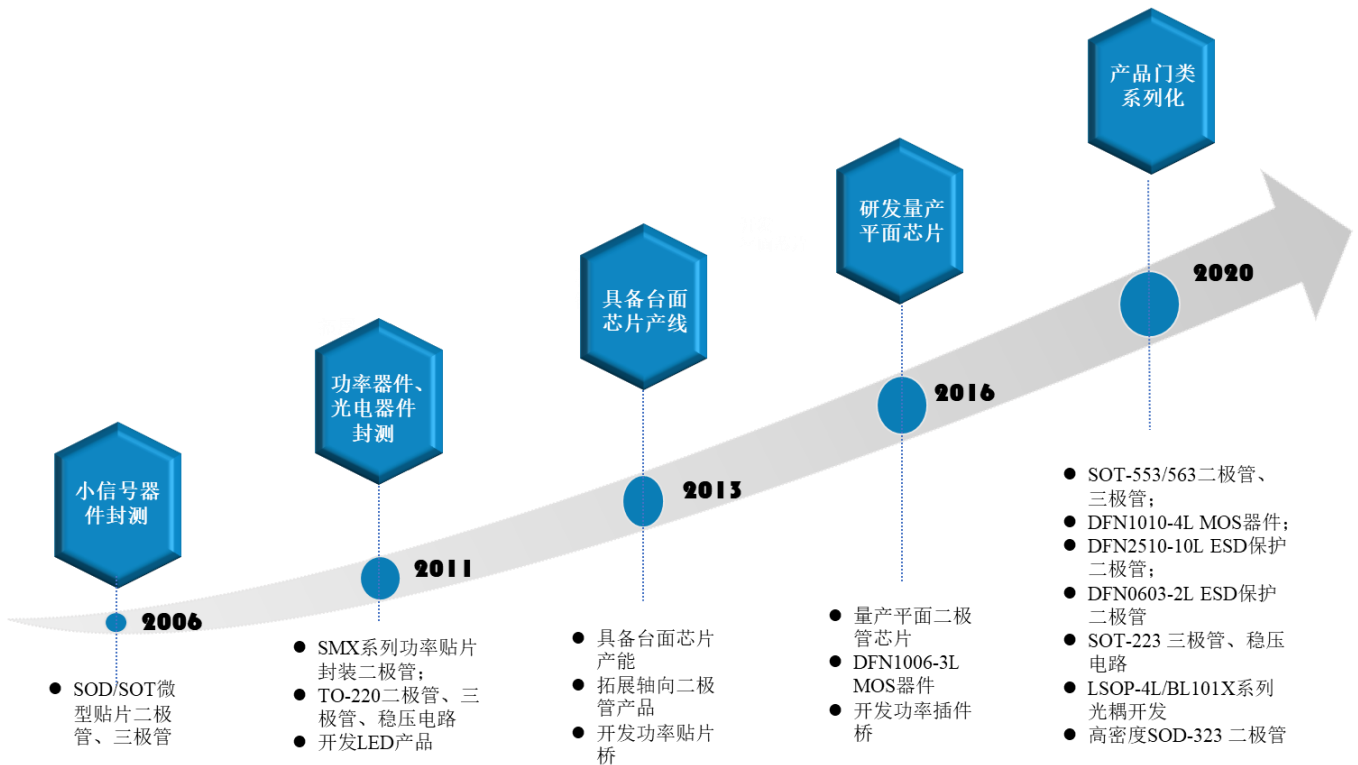 小信号器
件封测
2006
SOD/SOT微
型贴片二极
管、三极管
功率器件、
光电器件
封测
2011
SMX系列功率贴片
封装二极管;
TO-220二极管、三
极管、稳压电路
开发LED产品
具备台面
芯片产线
2013
具备台面芯片
产能
拓展轴向二极
管产品
开发功率贴片
桥
研发量产
平面芯片
2016
量产平面二极
管芯片
DFN1006-3L
MOS器件
开发功率插件
桥
产品门类
系列化
2020
SOT-553/563二极管、
三极管;
DFN1010-4L MOS器件;
DFN2510-10L ESD保护
二极管;
DFN0603-2L ESD保护
二极管
SOT-223 三极管、稳压
电路
LSOP-4L/BL101X系列
光耦开发
高密度SOD-323 二极管